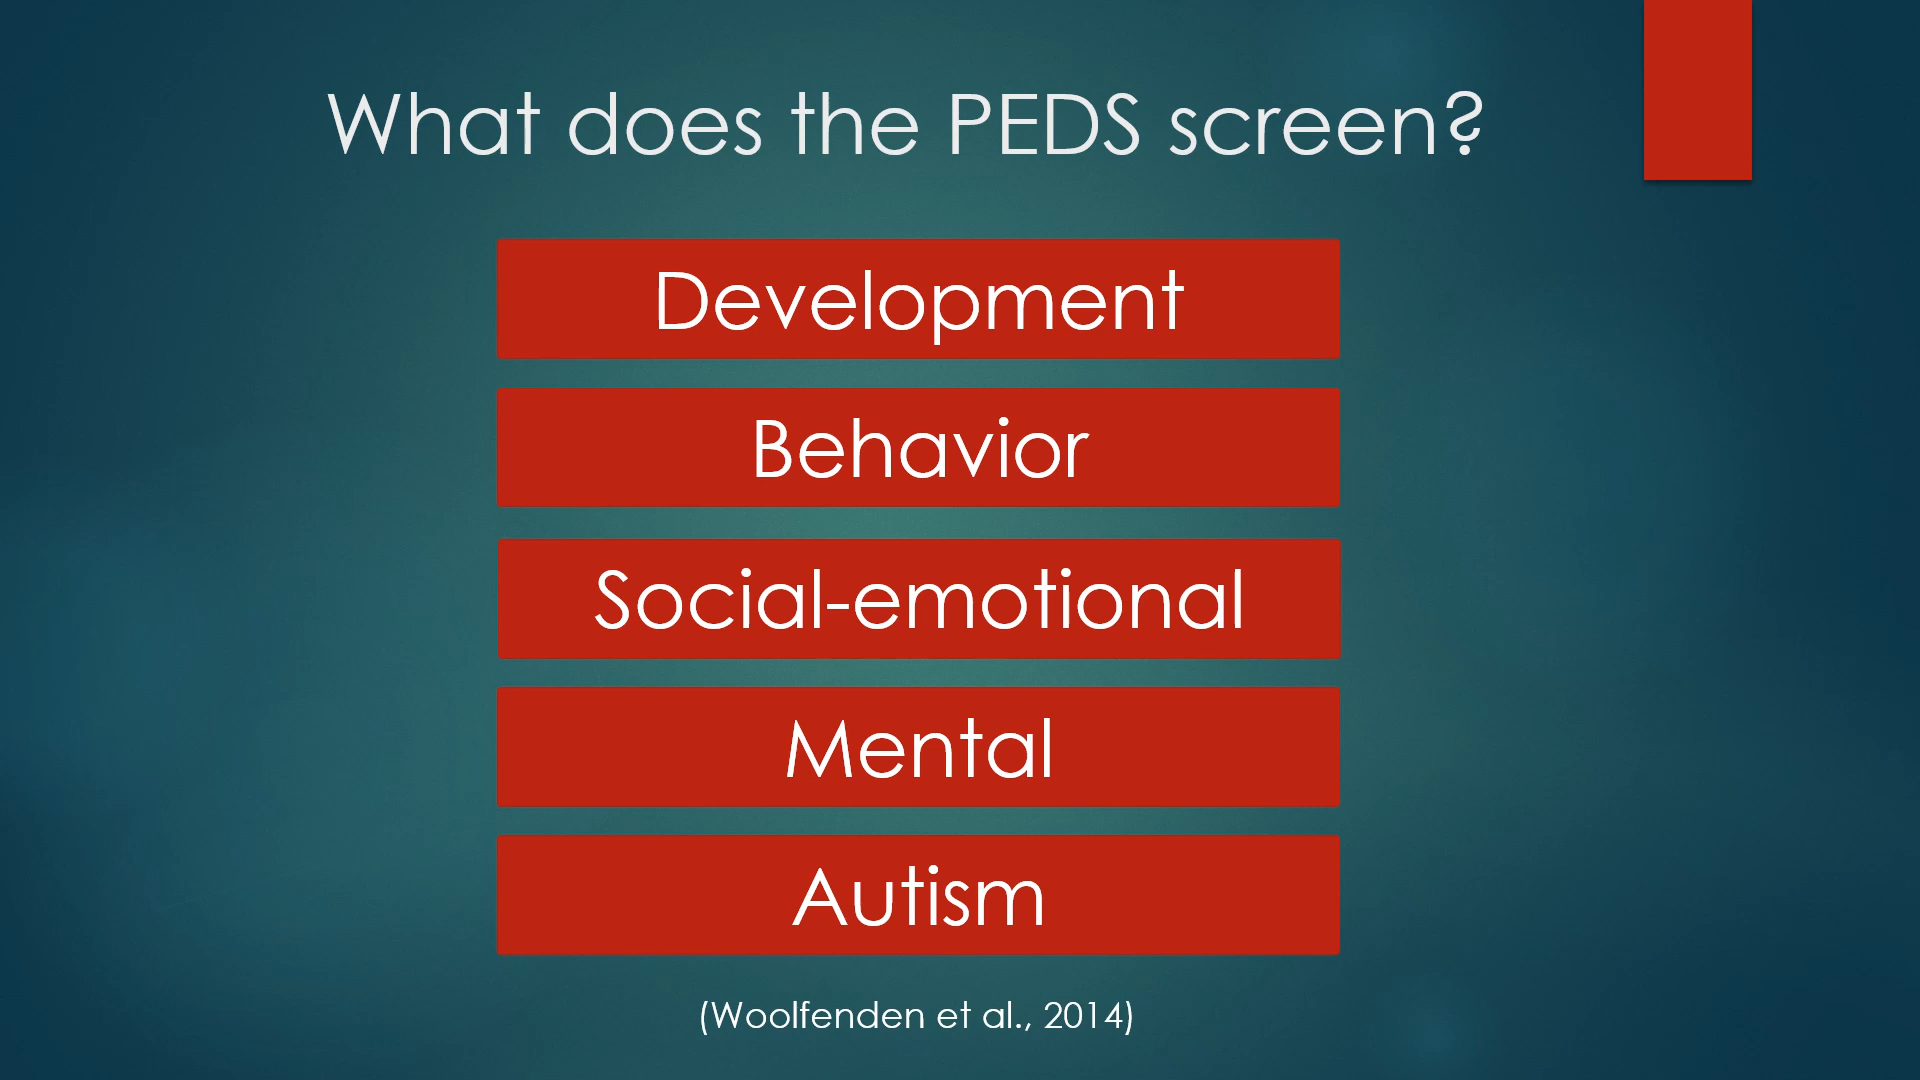 What does the PEDS screen?
Development
Behavior
Social-emotional
Mental
Autism
(Woolfenden et al., 2014)